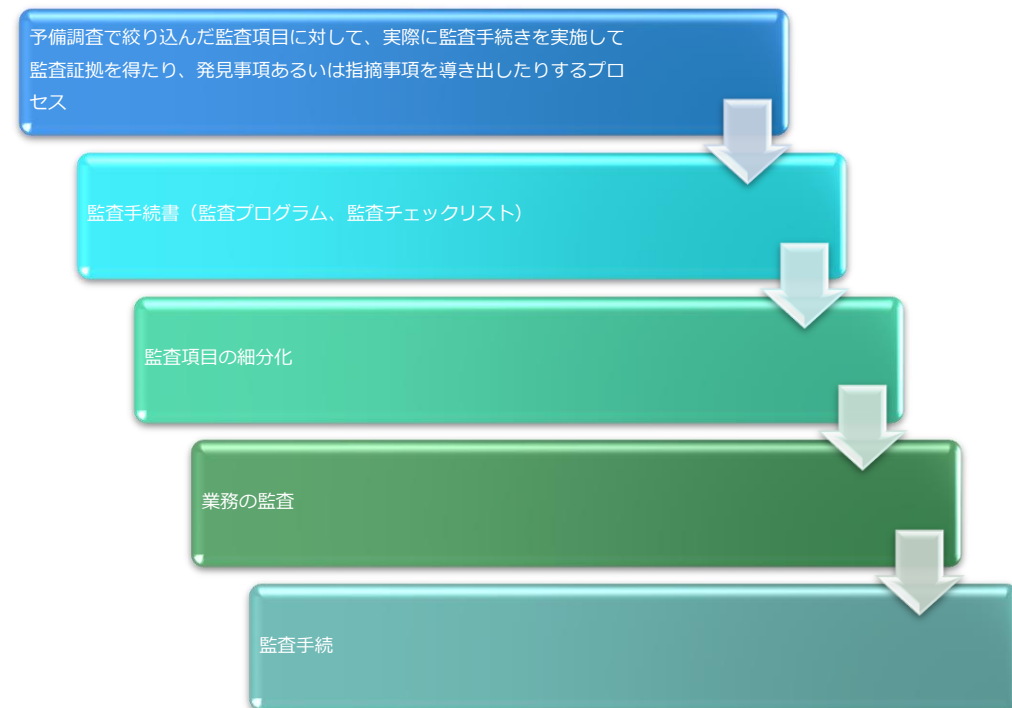 予備調査で絞り込んだ監査項目に対して、実際に監査手続きを実施して
監査証拠を得たり、発見事項あるいは指摘事項を導き出したりするプロ
セス
監査手続書（監査プログラム、監査チェックリスト）
監査項目の細分化
業務の監査
監査手続